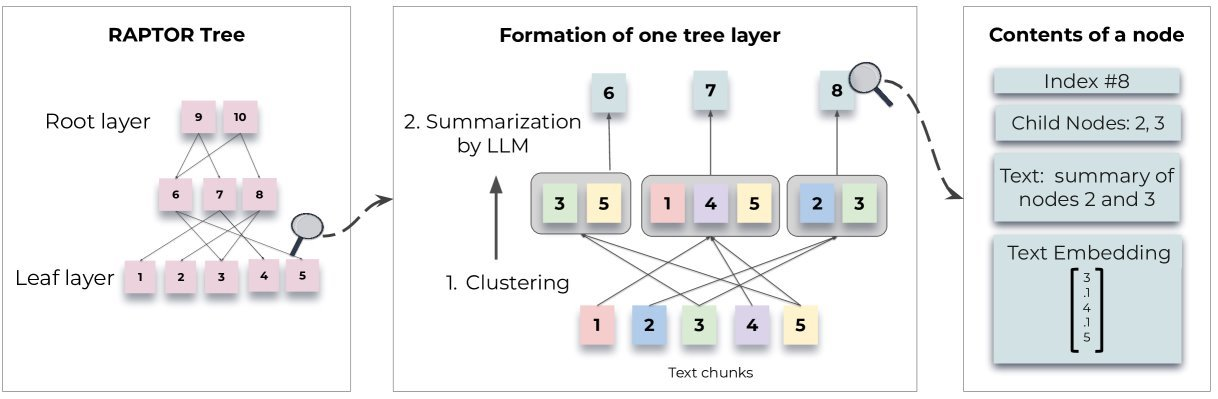 RAPTOR Tree
Root layer
9 10
6 7 8
Leaf layer
1 2 3 4 5
Formation of one tree layer
6 7 8
2. Summarization
by LLM
3 5 1 4 5 2 3
1. Clustering
1 2 3 4 5
Text chunks
Contents of a node
Index #8
Child Nodes: 2, 3
Text: summary of
nodes 2 and 3
Text Embedding
3
.1
4
.1
5